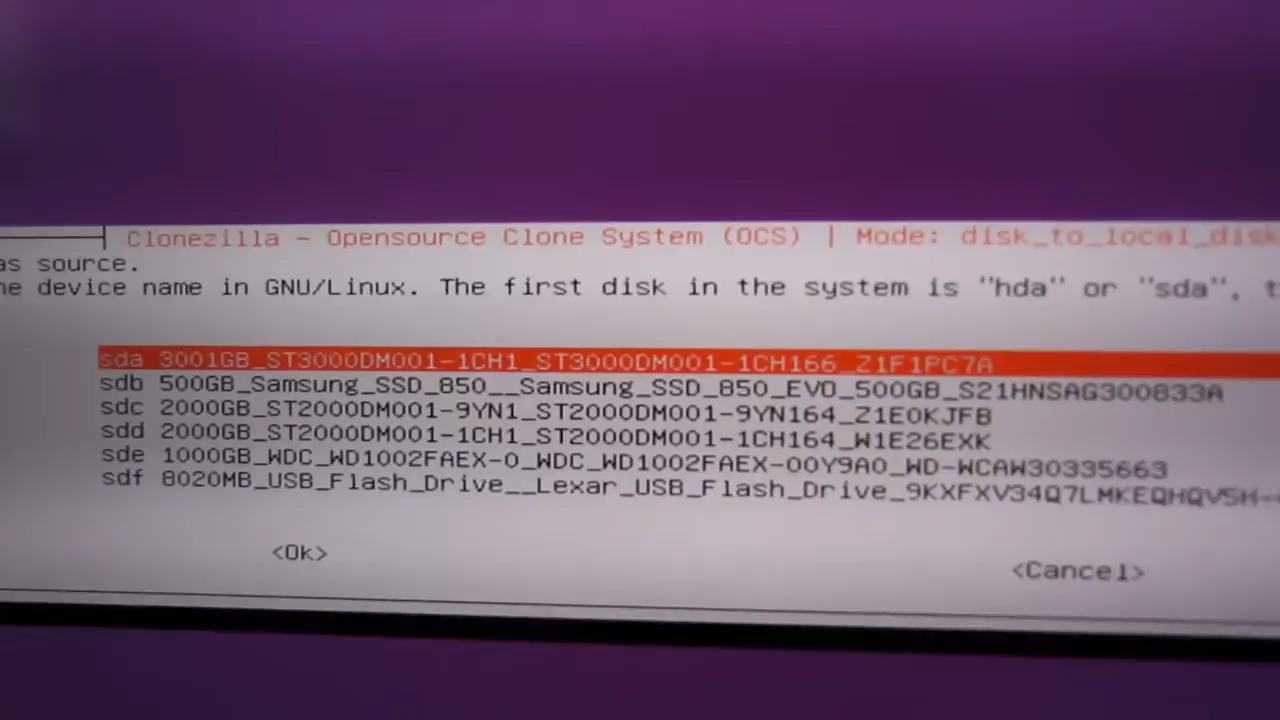 Clonezilla - Opensource Clone System (OCS) | Mode: disk_to_local_disk
as source.
device name in GNU/Linux. The first disk in the system is "hda" or "sda",
sda 3001GB_ST3000DM001-1CH1_ST3000DM001-1CH166_Z1F1PC7A
sdb 500GB_Samsung_SSD_850__Samsung_SSD_850_EVO_500GB_S21HNSAG300833A
sdc 2000GB_ST2000DM001-9YN1_ST2000DM001-9YN164_Z1E0KJFB
sdd 2000GB_ST2000DM001-1CH1_ST2000DM001-1CH164_W1E26EXK
sde 1000GB_WDC_WD1002FAEX-0_WDC_WD1002FAEX-00Y9A0_WD-WCAW30335663
sdf 8020MB_USB_Flash_Drive__Lexar_USB_Flash_Drive_9KXFXV34Q7LMKEQHQV5H-
<Ok>
<Cancel>